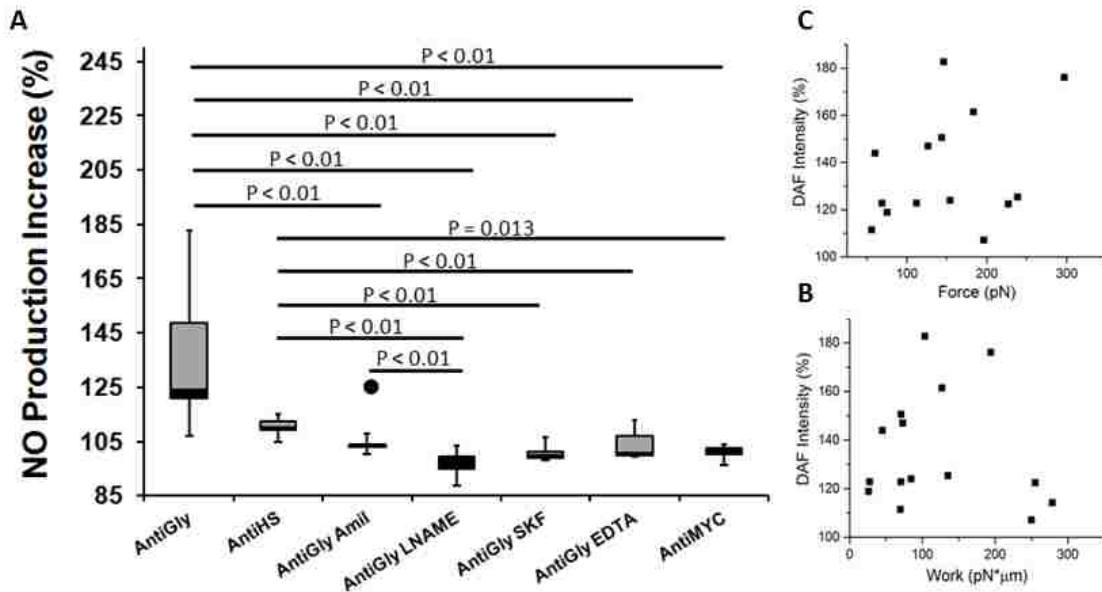 A
NO Production Increase (%)
245
225
205
185
165
145
125
105
85
P < 0.01
P < 0.01
P < 0.01
P < 0.01
P < 0.01
P = 0.013
P < 0.01
P < 0.01
P < 0.01
P < 0.01
AntiGly
AntiHS
AntiGly Amil
AntiGly LNAME
AntiGly SKF
AntiGly EDTA
AntiMYC
C
DAF Intensity (%)
180
160
140
120
100
100
200
300
Force (pN)
B
DAF Intensity (%)
180
160
140
120
100
0
100
200
300
Work (pN*μm)